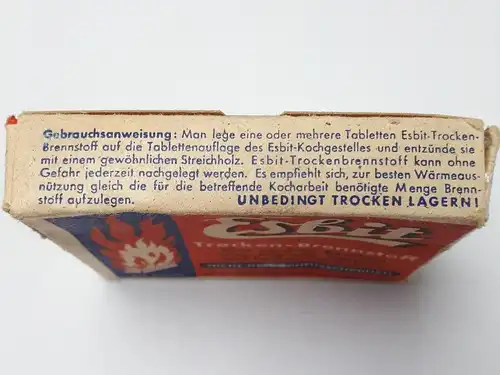 Gebrauchsanweisung: Man lege eine oder mehrere Tabletten Esbit-Trocken-
Brennstoff auf die Tablettenauflage des Esbit-Kochgestelles und entzünde sie
mit einem gewöhnlichen Streichholz. Esbit-Trockenbrennstoff kann ohne
Gefahr jederzeit nachgelegt werden. Es empfiehlt sich, zur besten Wärmeaus-
nützung gleich die für die betreffende Kocharbeit benötigte Menge Brenn-
stoff aufzulegen. UNBEDINGT TROCKEN LAGERN!
Esbit
Trocken-Brennstoff